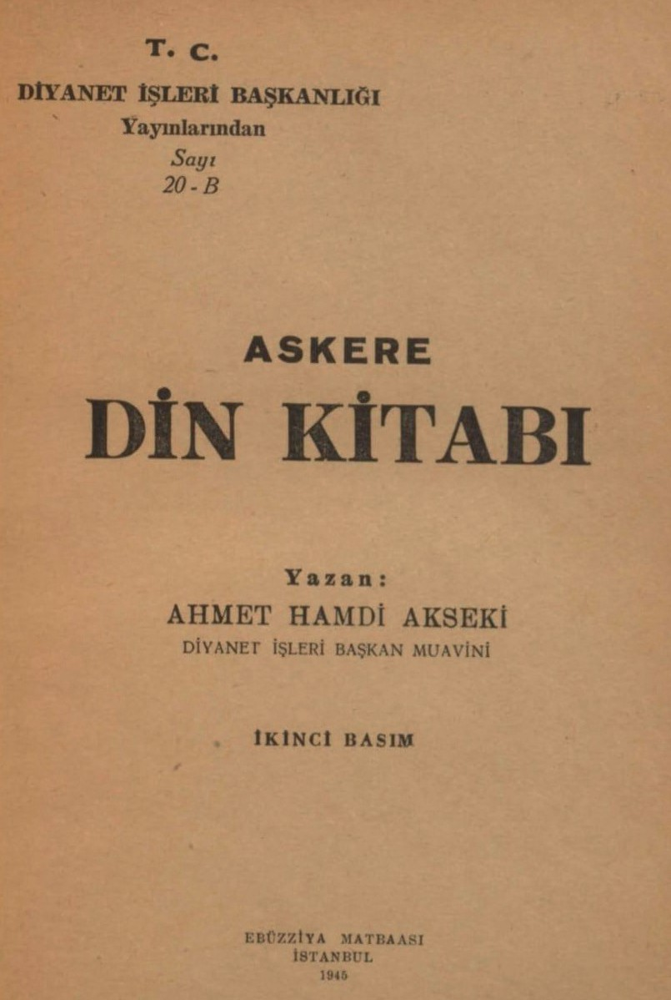 T. C.
DİYANET İŞLERİ BAŞKANLIĞI
Yayınlarından
Sayı
20 - B
ASKERE
DİN KİTABI
Yazan:
AHMET HAMDİ AKSEKİ
DİYANET İŞLERİ BAŞKAN MUAVİNİ
İKİNCİ BASIM
EBÜZZİYA MATBAASI
İSTANBUL
1945